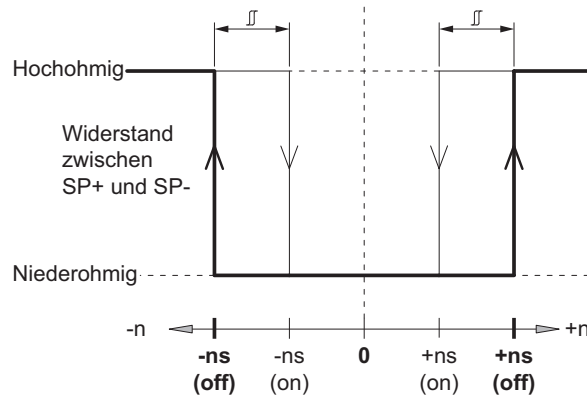 Hochohmig
Widerstand
zwischen
SP+ und SP-
Niederohmig
-n
+n
-ns -ns 0 +ns +ns
(off) (on) (on) (off)